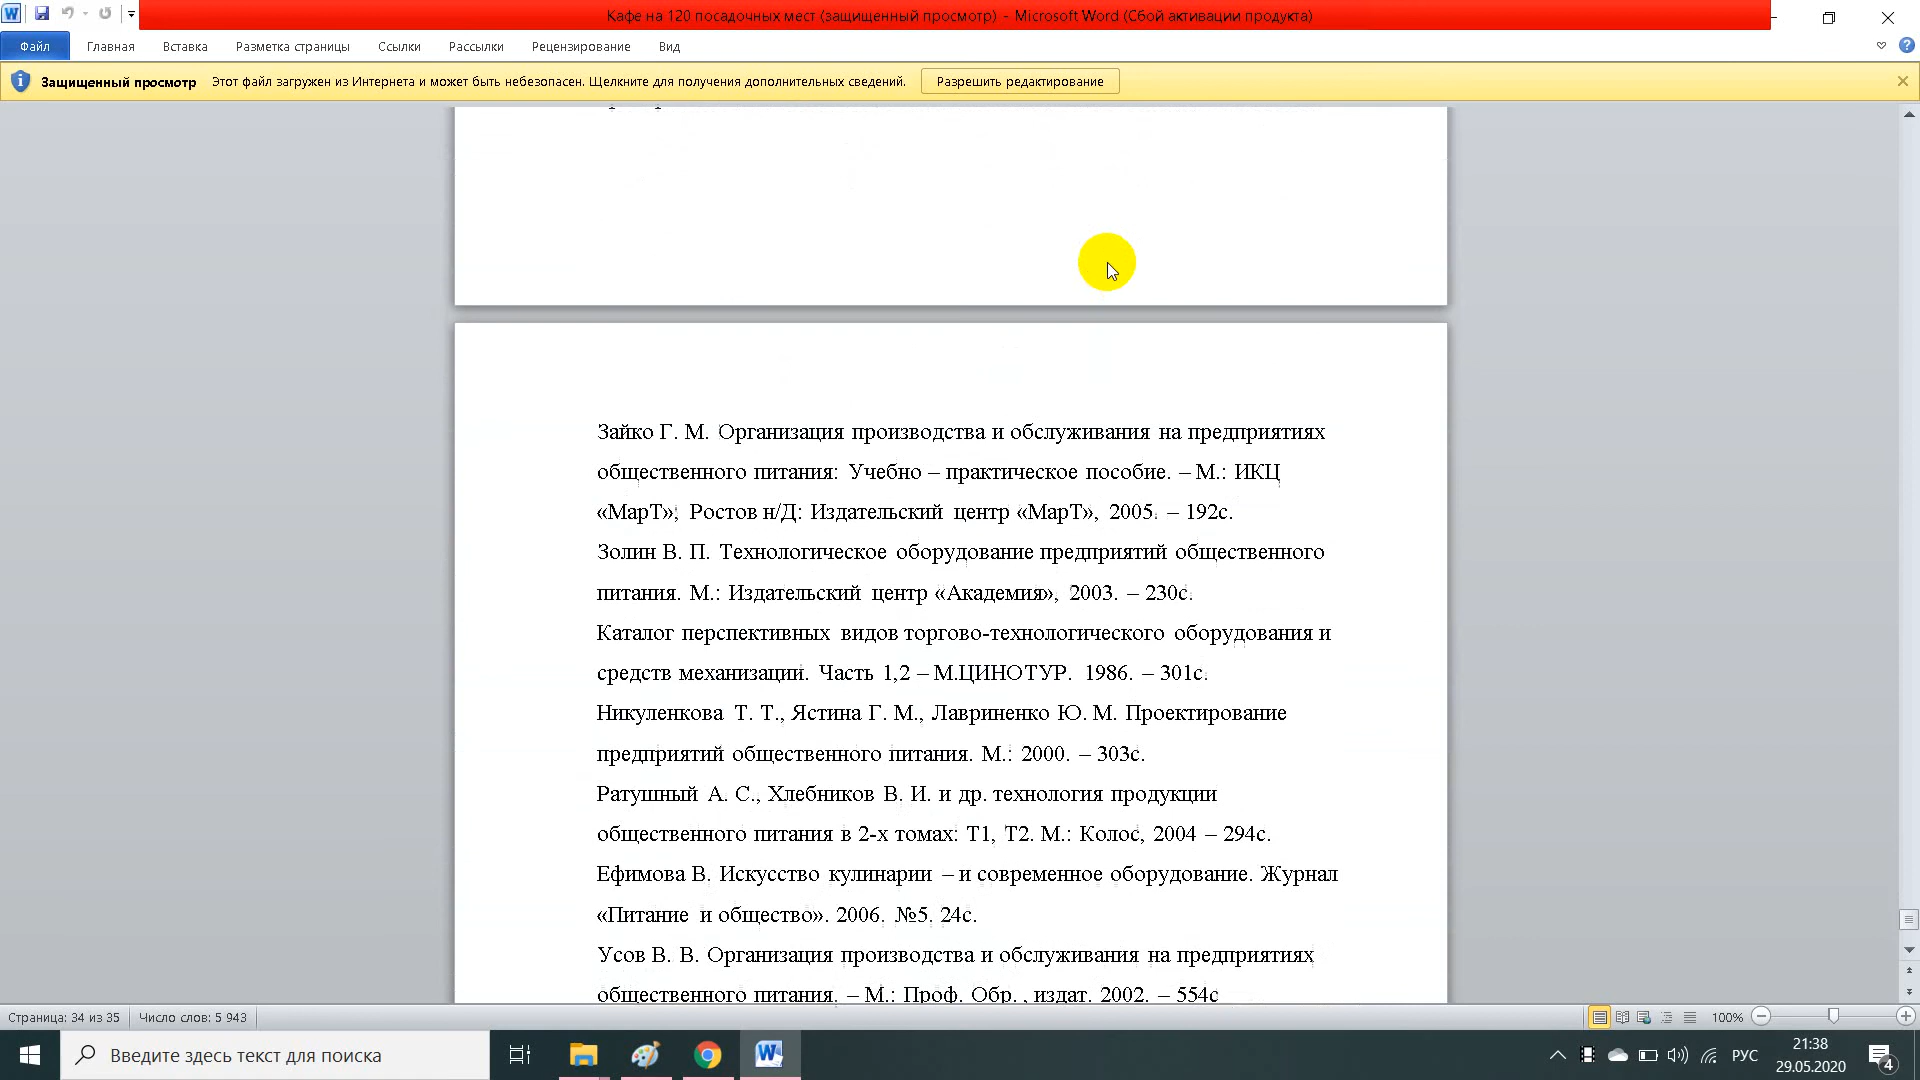 Кафе на 120 посадочных мест (защищенный просмотр) - Microsoft Word (Сбой активации продукта)
Файл Главная Вставка Разметка страницы Ссылки Рассылки Рецензирование Вид
Защищенный просмотр Этот файл загружен из Интернета и может быть небезопасен. Щелкните для получения дополнительных сведений. Разрешить редактирование
Зайко Г. М. Организация производства и обслуживания на предприятиях
общественного питания: Учебно – практическое пособие. – М.: ИКЦ
«МарТ»; Ростов н/Д: Издательский центр «МарТ», 2005. – 192с.
Золин В. П. Технологическое оборудование предприятий общественного
питания. М.: Издательский центр «Академия», 2003. – 230с.
Каталог перспективных видов торгово-технологического оборудования и
средств механизации. Часть 1,2 – М.ЦИНОТУР. 1986. – 301с.
Никуленкова Т. Т., Ястина Г. М., Лавриненко Ю. М. Проектирование
предприятий общественного питания. М.: 2000. – 303с.
Ратушный А. С., Хлебников В. И. и др. технология продукции
общественного питания в 2-х томах: Т1, Т2. М.: Колос, 2004 – 294с.
Ефимова В. Искусство кулинарии – и современное оборудование. Журнал
«Питание и общество». 2006. №5. 24с.
Усов В. В. Организация производства и обслуживания на предприятиях
общественного питания. – М.: Проф. Обр. , издат. 2002. – 554с
Страница: 34 из 35 Число слов: 5 943 100%
Введите здесь текст для поиска РУС 21:38
29.05.2020 4